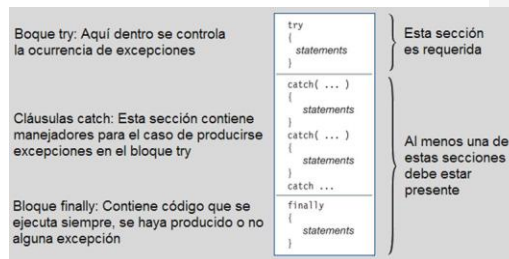 Boque try: Aquí dentro se controla
la ocurrencia de excepciones
Cláusulas catch: Esta sección contiene
manejadores para el caso de producirse
excepciones en el bloque try
Bloque finally: Contiene código que se
ejecuta siempre, se haya producido o no
alguna excepción
try
{
statements
}
catch( ... )
{
statements
}
catch( ... )
{
statements
}
catch ...
finally
{
statements
}
Esta sección
es requerida
Al menos una de
estas secciones
debe estar
presente